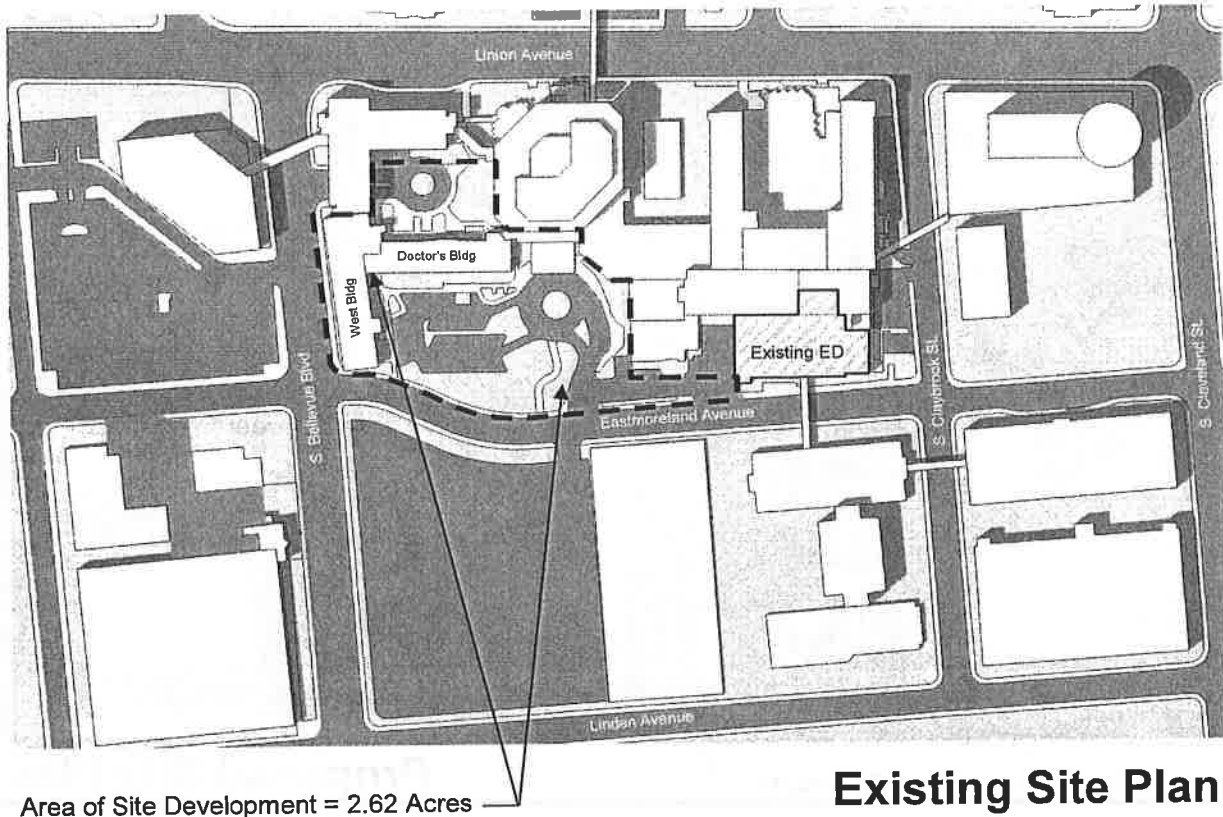 Union Avenue
Doctor's Bldg
West Bldg
Existing ED
S. Bellevue Blvd
Eastmoreland Avenue
S. Claybrook St.
S. Cleveland St.
Linden Avenue
Area of Site Development = 2.62 Acres
Existing Site Plan